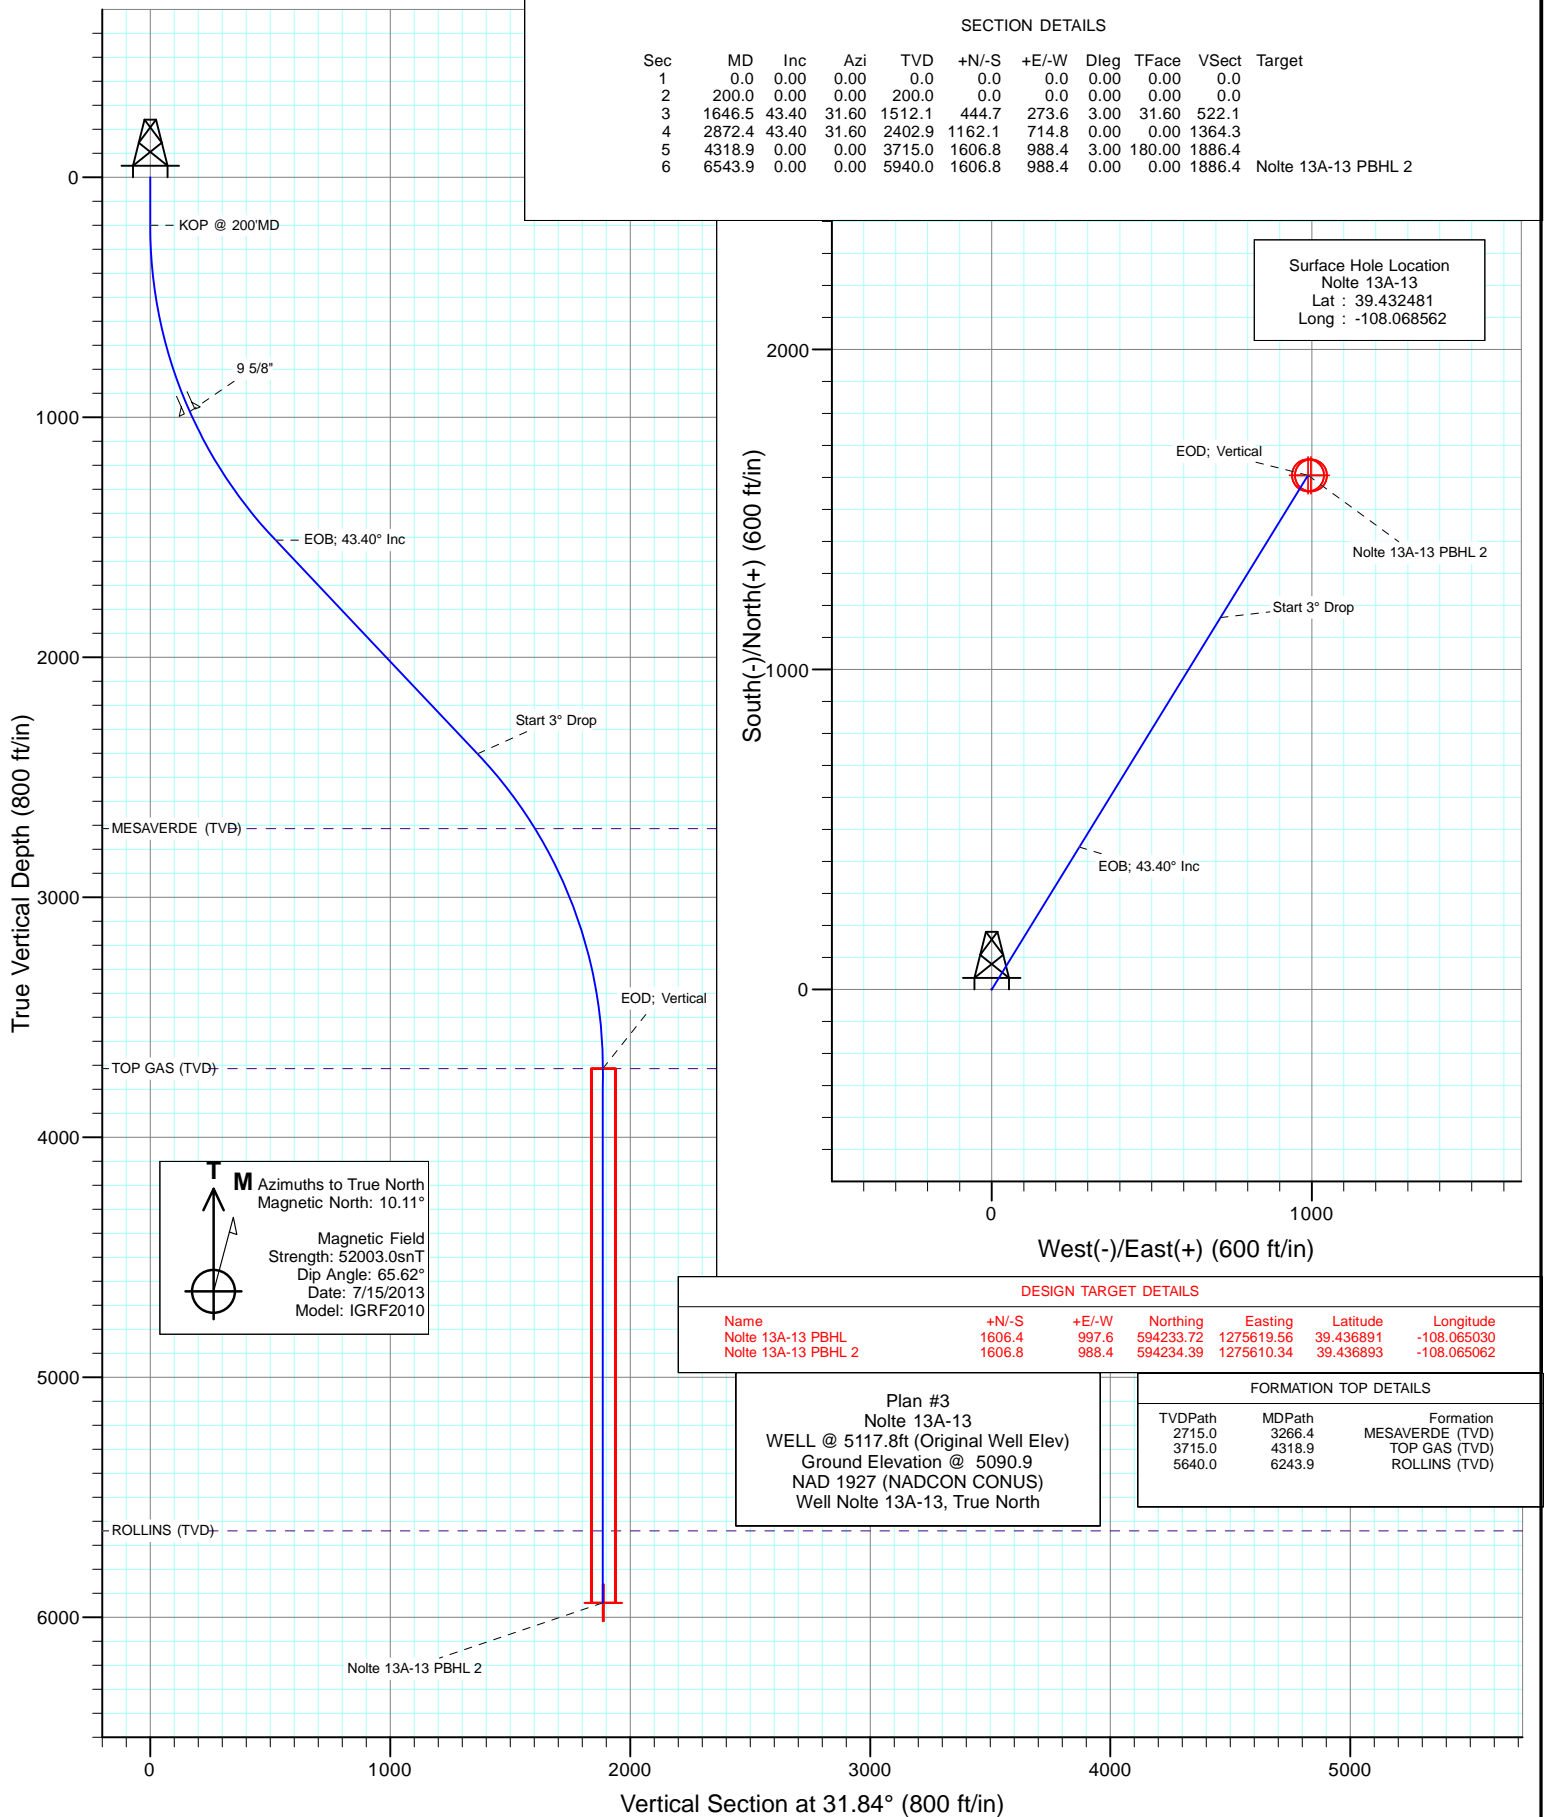 SECTION DETAILS
Sec MD Inc Azi TVD +N/-S +E/-W Dleg TFace VSect Target
1 0.0 0.00 0.00 0.0 0.0 0.0 0.00 0.00 0.0
2 200.0 0.00 0.00 200.0 0.0 0.0 0.00 0.00 0.0
3 1646.5 43.40 31.60 1512.1 444.7 273.6 3.00 31.60 522.1
4 2872.4 43.40 31.60 2402.9 1162.1 714.8 0.00 0.00 1364.3
5 4318.9 0.00 0.00 3715.0 1606.8 988.4 3.00 180.00 1886.4
6 6543.9 0.00 0.00 5940.0 1606.8 988.4 0.00 0.00 1886.4 Nolte 13A-13 PBHL 2
True Vertical Depth (800 ft/in)
0
1000
2000
3000
4000
5000
6000
KOP @ 200'MD
9 5/8"
EOB; 43.40° Inc
Start 3° Drop
MESAVERDE (TVD)
EOD; Vertical
TOP GAS (TVD)
ROLLINS (TVD)
Nolte 13A-13 PBHL 2
0
1000
2000
3000
4000
5000
Vertical Section at 31.84° (800 ft/in)
T
M
Azimuths to True North
Magnetic North: 10.11°
Magnetic Field
Strength: 52003.0snT
Dip Angle: 65.62°
Date: 7/15/2013
Model: IGRF2010
Surface Hole Location
Nolte 13A-13
Lat : 39.432481
Long : -108.068562
South(-)/North(+) (600 ft/in)
2000
1000
0
EOD; Vertical
Nolte 13A-13 PBHL 2
Start 3° Drop
EOB; 43.40° Inc
0
1000
West(-)/East(+) (600 ft/in)
DESIGN TARGET DETAILS
Name +N/-S +E/-W Northing Easting Latitude Longitude
Nolte 13A-13 PBHL 1606.4 997.6 594233.72 1275619.56 39.436891 -108.065030
Nolte 13A-13 PBHL 2 1606.8 988.4 594234.39 1275610.34 39.436893 -108.065062
Plan #3
Nolte 13A-13
WELL @ 5117.8ft (Original Well Elev)
Ground Elevation @ 5090.9
NAD 1927 (NADCON CONUS)
Well Nolte 13A-13, True North
FORMATION TOP DETAILS
TVDPath MDPath Formation
2715.0 3266.4 MESAVERDE (TVD)
3715.0 4318.9 TOP GAS (TVD)
5640.0 6243.9 ROLLINS (TVD)